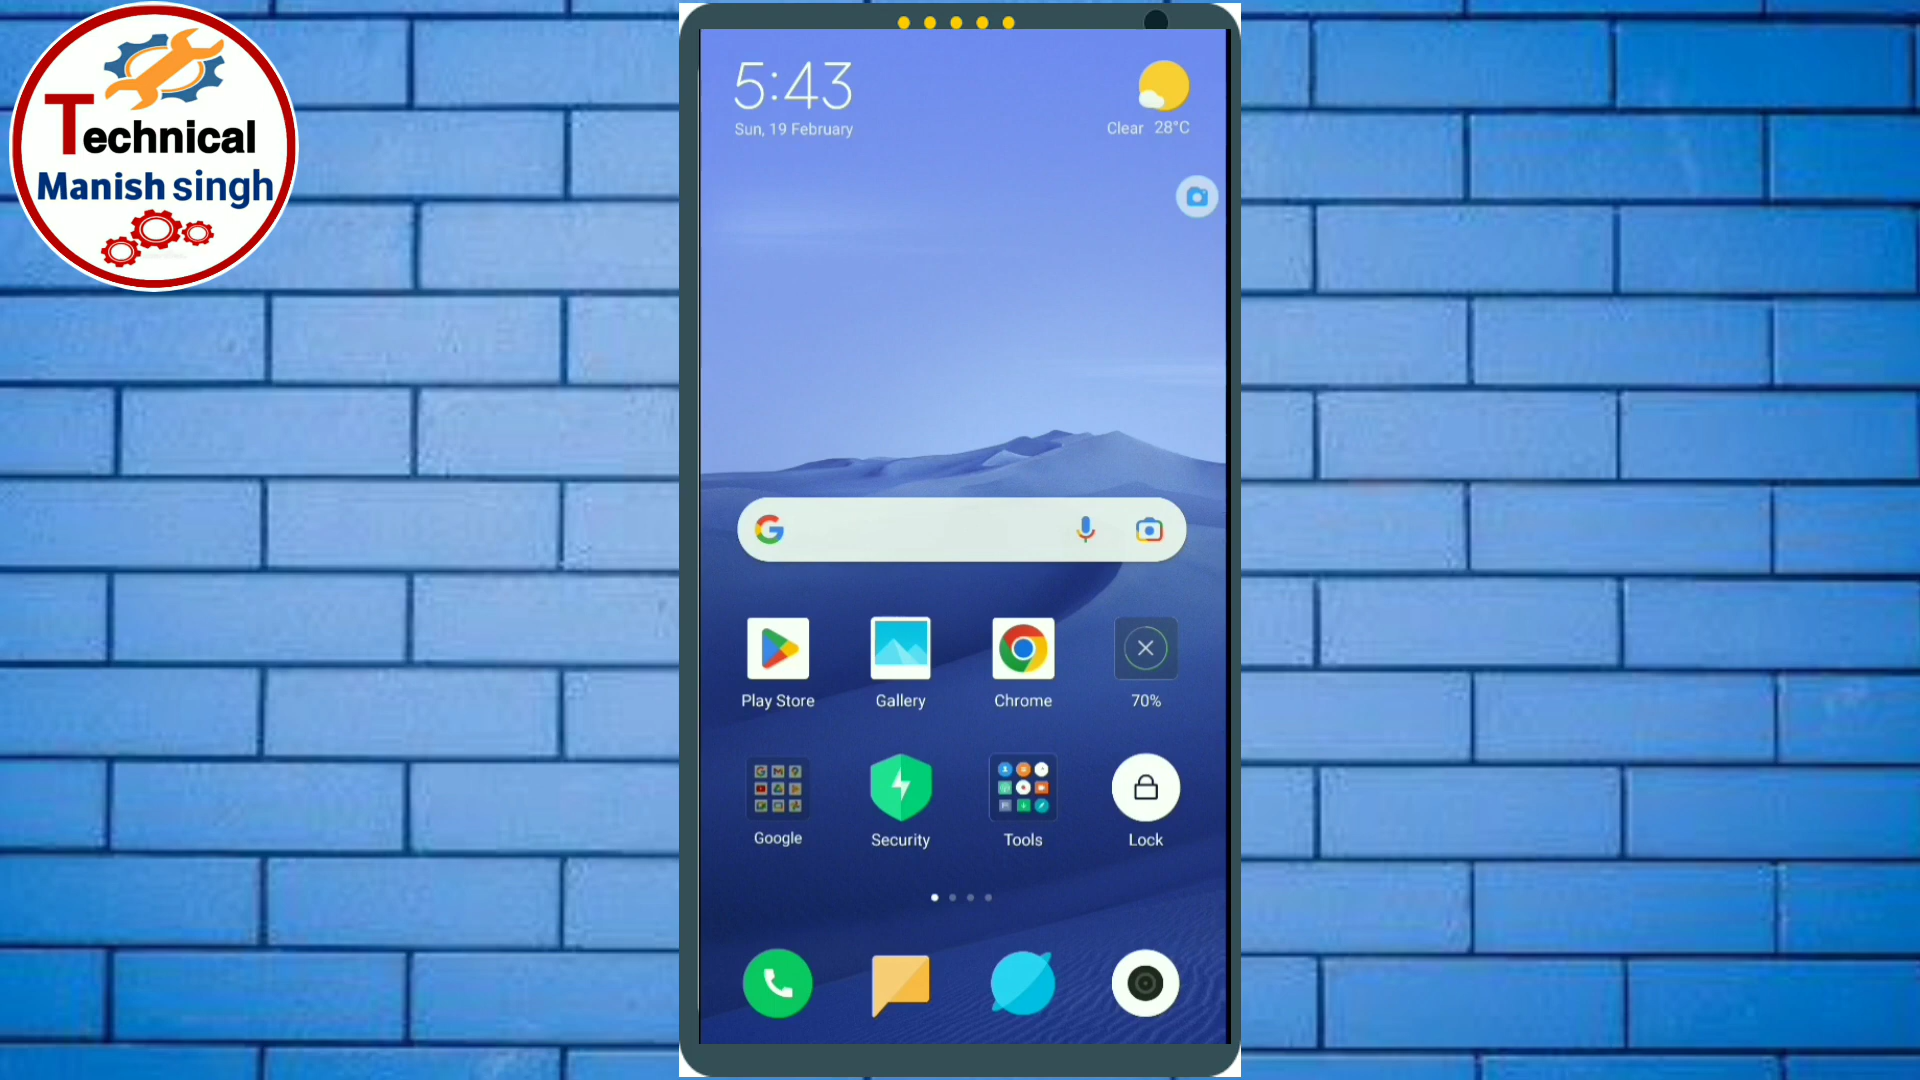 Technical
Manish singh
5:43
Sun, 19 February
Clear 28°C
Play Store
Gallery
Chrome
70%
Google
Security
Tools
Lock